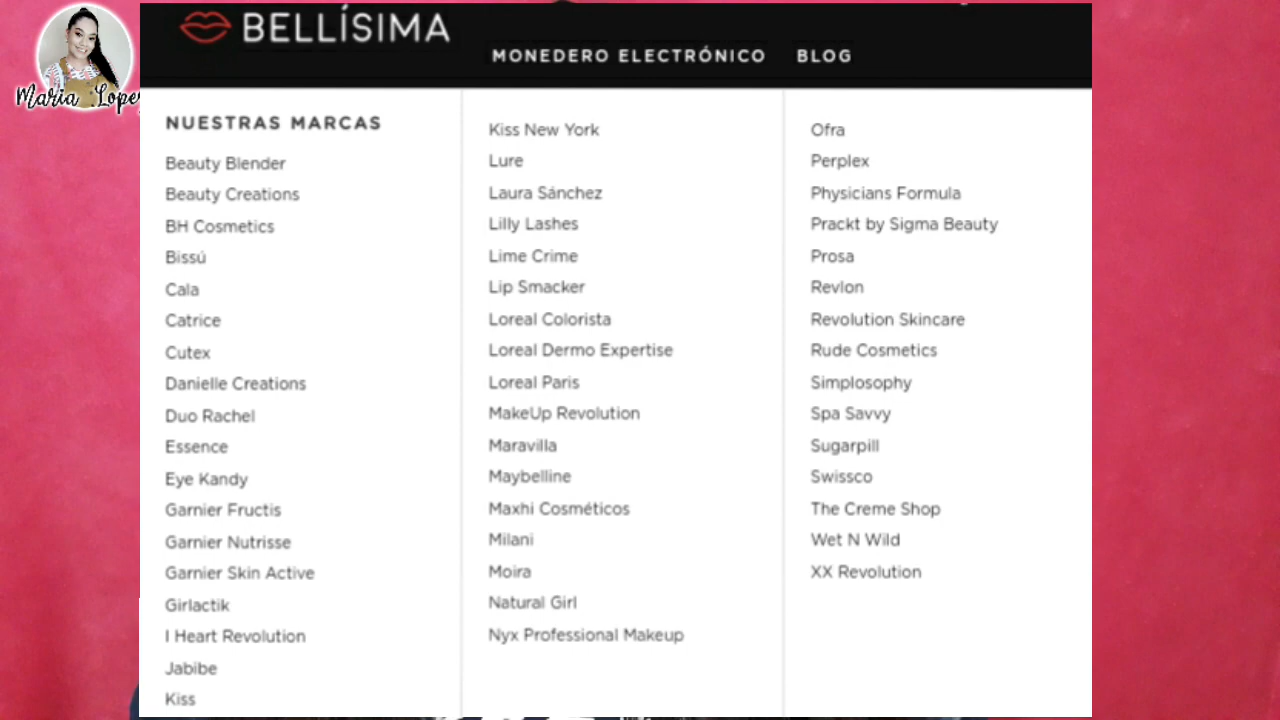 Maria Lopez
BELLÍSIMA
MONEDERO ELECTRÓNICO BLOG
NUESTRAS MARCAS
Beauty Blender
Beauty Creations
BH Cosmetics
Bissú
Cala
Catrice
Cutex
Danielle Creations
Duo Rachel
Essence
Eye Kandy
Garnier Fructis
Garnier Nutrisse
Garnier Skin Active
Girlactik
I Heart Revolution
Jabibe
Kiss
Kiss New York
Lure
Laura Sánchez
Lilly Lashes
Lime Crime
Lip Smacker
Loreal Colorista
Loreal Dermo Expertise
Loreal Paris
MakeUp Revolution
Maravilla
Maybelline
Maxhi Cosméticos
Milani
Moira
Natural Girl
Nyx Professional Makeup
Ofra
Perplex
Physicians Formula
Prackt by Sigma Beauty
Prosa
Revlon
Revolution Skincare
Rude Cosmetics
Simplosophy
Spa Savvy
Sugarpill
Swissco
The Creme Shop
Wet N Wild
XX Revolution